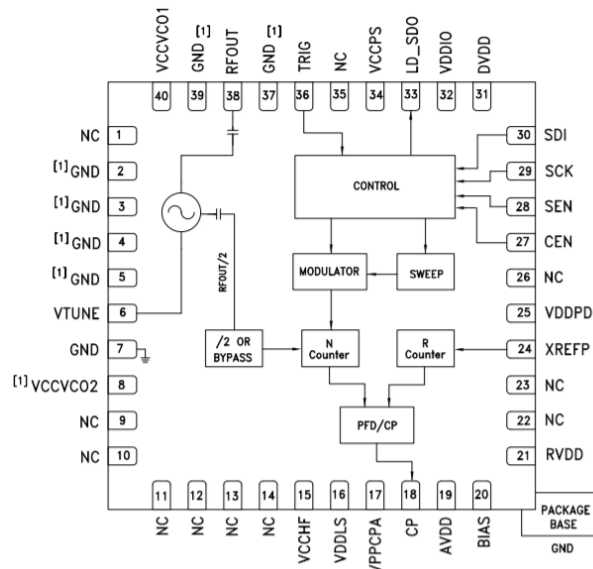 VCCVCO1
GND [1]
RFOUT
GND [1]
TRIG
NC
VCCPS
LD_SDO
VDDIO
DVDD
40
39
38
37
36
35
34
33
32
31
NC 1
[1]GND 2
[1]GND 3
[1]GND 4
[1]GND 5
VTUNE 6
GND 7
[1]VCCVCO2 8
NC 9
NC 10
30 SDI
29 SCK
28 SEN
27 CEN
26 NC
25 VDDPD
24 XREFP
23 NC
22 NC
21 RVDD
CONTROL
MODULATOR
SWEEP
RFOUT/2
/2 OR
BYPASS
N
Counter
R
Counter
PFD/CP
11
12
13
14
15
16
17
18
19
20
NC
NC
NC
NC
VCCHF
VDDLS
VPPCPA
CP
AVDD
BIAS
PACKAGE
BASE
GND